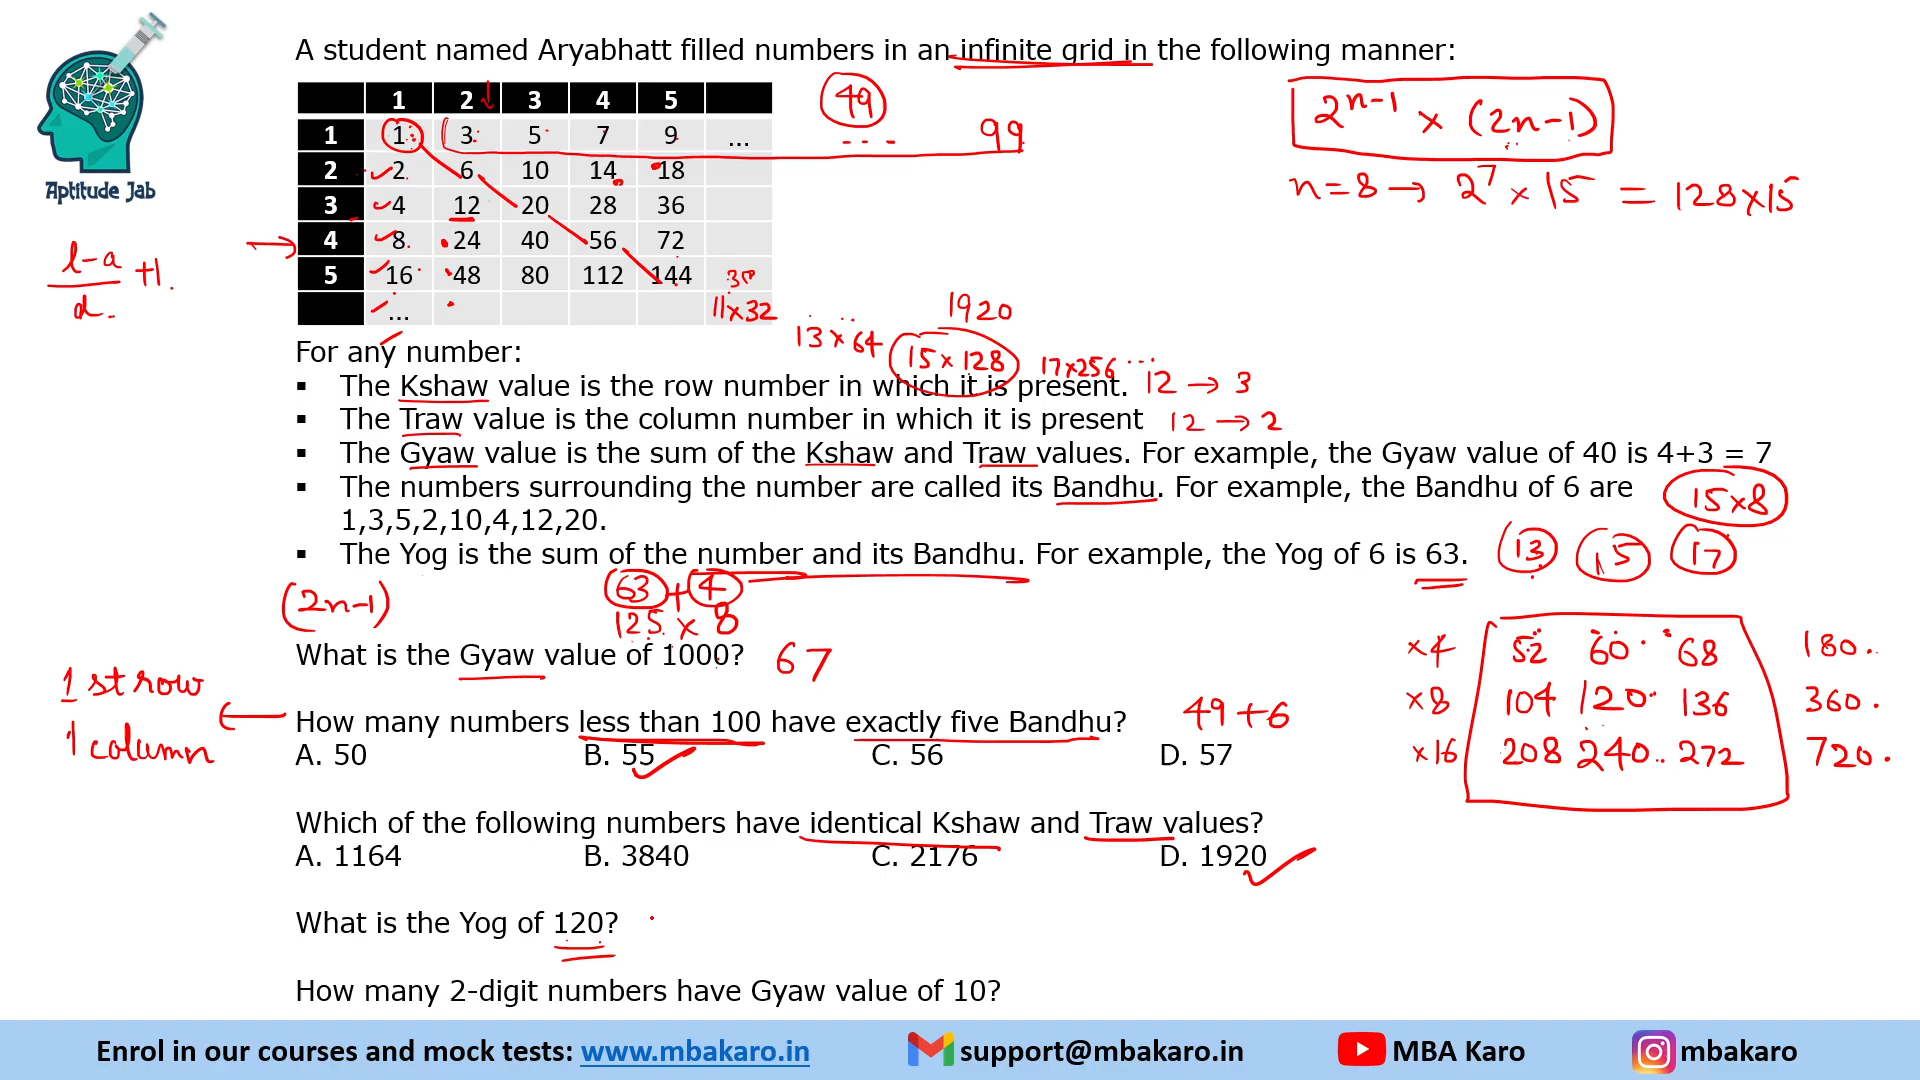 A student named Aryabhatt filled numbers in an infinite grid in the following manner:
1 2 3 4 5
1 1 3 5 7 9 ...
2 2 6 10 14 18
3 4 12 20 28 36
4 8 24 40 56 72
5 16 48 80 112 144
...
49
.... 99
11×32
13×64
1920
15×128
17×256 ...
2^{n-1} × (2n-1)
n=8 → 2^7 × 15 = 128×15
Aptitude Jab
l-a
d
+1.
For any number:
▪ The Kshaw value is the row number in which it is present. 12 → 3
▪ The Traw value is the column number in which it is present 12 → 2
▪ The Gyaw value is the sum of the Kshaw and Traw values. For example, the Gyaw value of 40 is 4+3 = 7
▪ The numbers surrounding the number are called its Bandhu. For example, the Bandhu of 6 are
1,3,5,2,10,4,12,20.
15×8
▪ The Yog is the sum of the number and its Bandhu. For example, the Yog of 6 is 63.
13 15 17
(2n-1)
63 + 4
125 × 8
What is the Gyaw value of 1000? 67
×4 52 60 68 180.
×8 104 120 136 360.
×16 208 240 272 720.
1st row
1 column
How many numbers less than 100 have exactly five Bandhu? 49+6
A. 50 B. 55 C. 56 D. 57
Which of the following numbers have identical Kshaw and Traw values?
A. 1164 B. 3840 C. 2176 D. 1920
What is the Yog of 120?
How many 2-digit numbers have Gyaw value of 10?
Enrol in our courses and mock tests: www.mbakaro.in support@mbakaro.in MBA Karo mbakaro